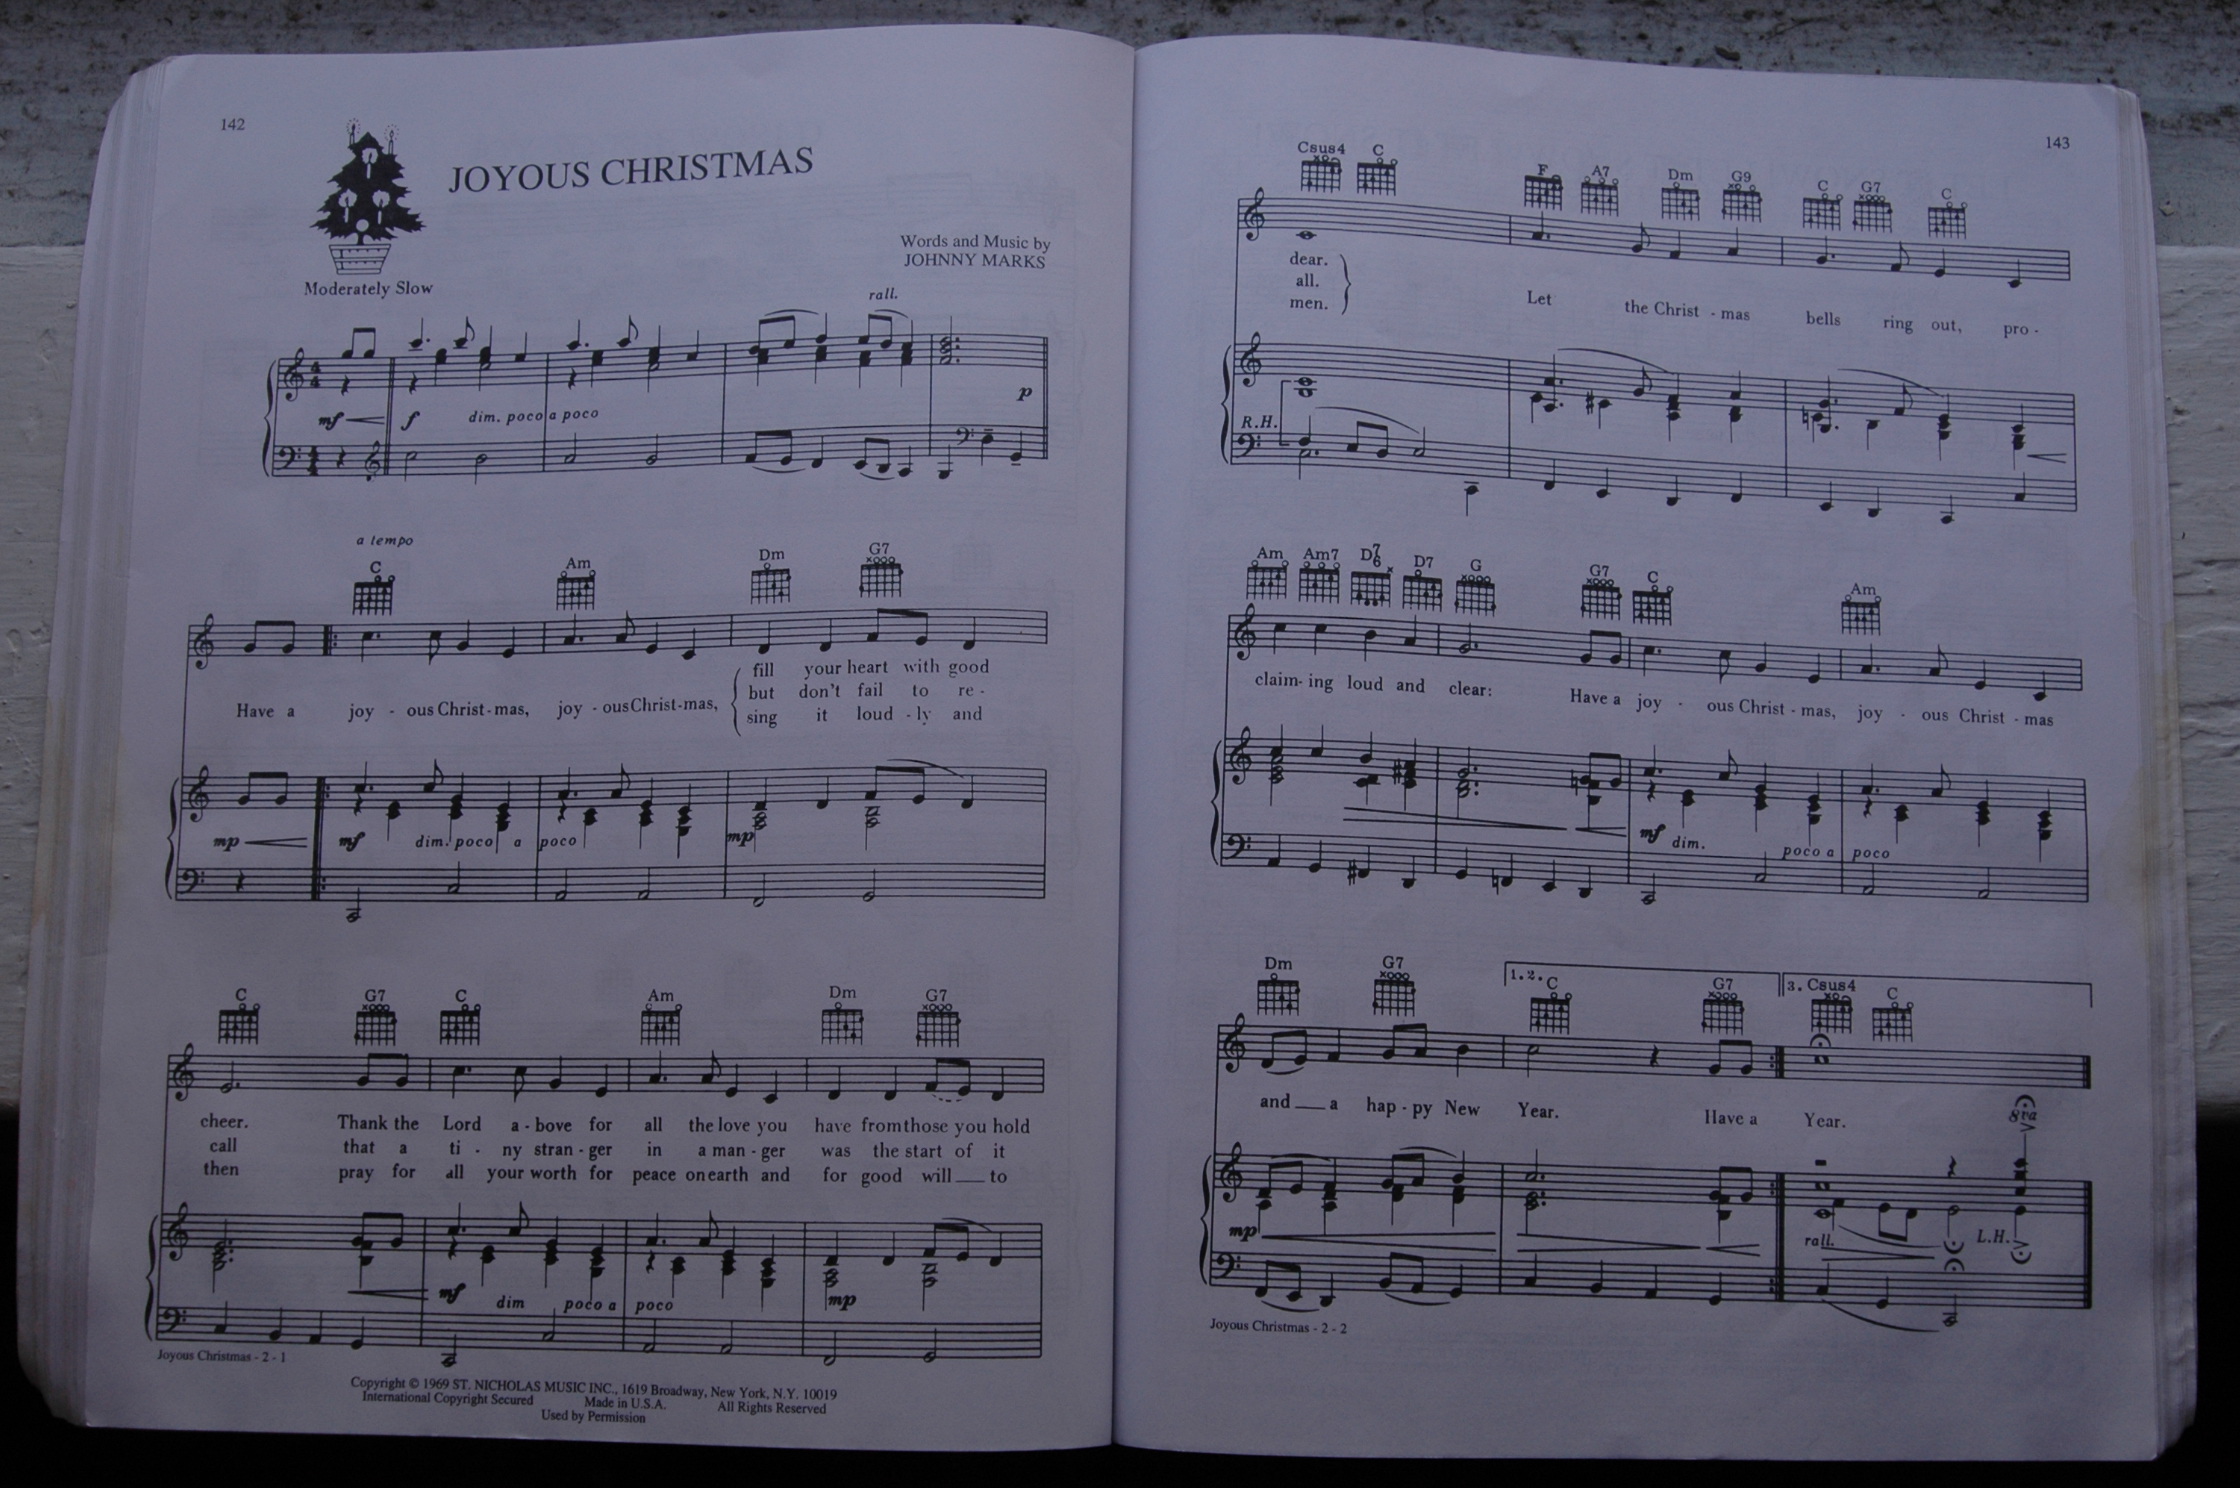 142
JOYOUS CHRISTMAS
Words and Music by
JOHNNY MARKS
Moderately Slow
rall.
mf f dim. poco a poco p
a tempo
C Am Dm G7
fill your heart with good
but don't fail to re -
Have a joy - ous Christ - mas, joy - ous Christ - mas, sing it loud - ly and
mp mf dim. poco a poco mp
C G7 C Am Dm G7
cheer. Thank the Lord a - bove for all the love you have from those you hold
call that a ti - ny stran - ger in a man - ger was the start of it
then pray for all your worth for peace on earth and for good will to
mf dim poco a poco mp
Joyous Christmas - 2 - 1
Copyright © 1969 ST. NICHOLAS MUSIC INC., 1619 Broadway, New York, N.Y. 10019
International Copyright Secured Made in U.S.A. All Rights Reserved
Used by Permission
143
Csus4 C F A7 Dm G9 C G7 C
dear.
all.
men. Let the Christ - mas bells ring out, pro -
R.H.
Am Am7 D7 6 D7 G G7 C Am
claim - ing loud and clear: Have a joy - ous Christ - mas, joy - ous Christ - mas
mf dim. poco a poco
Dm G7 1.2. C G7 3. Csus4 C
and a hap - py New Year. Have a Year.
8va
mp rall. L.H.
Joyous Christmas - 2 - 2